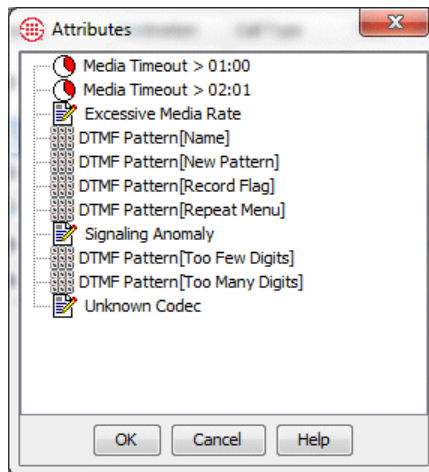 Attributes
Media Timeout > 01:00
Media Timeout > 02:01
Excessive Media Rate
DTMF Pattern[Name]
DTMF Pattern[New Pattern]
DTMF Pattern[Record Flag]
DTMF Pattern[Repeat Menu]
Signaling Anomaly
DTMF Pattern[Too Few Digits]
DTMF Pattern[Too Many Digits]
Unknown Codec
OK Cancel Help